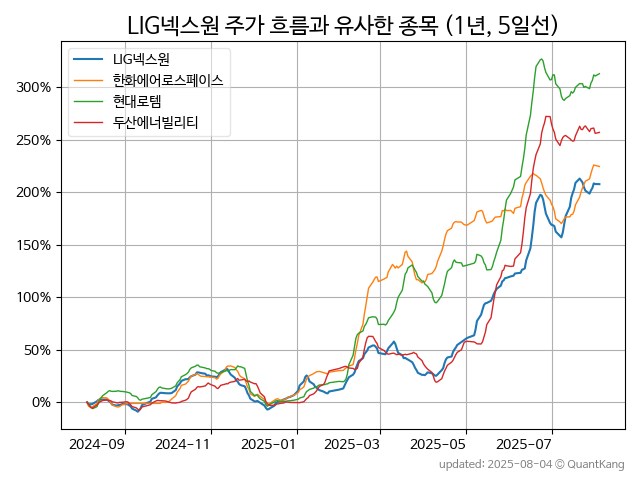 LIG넥스원 주가 흐름과 유사한 종목 (1년, 5일선)
LIG넥스원
한화에어로스페이스
현대로템
두산에너빌리티
300%
250%
200%
150%
100%
50%
0%
2024-09 2024-11 2025-01 2025-03 2025-05 2025-07
updated: 2025-08-04 © QuantKang